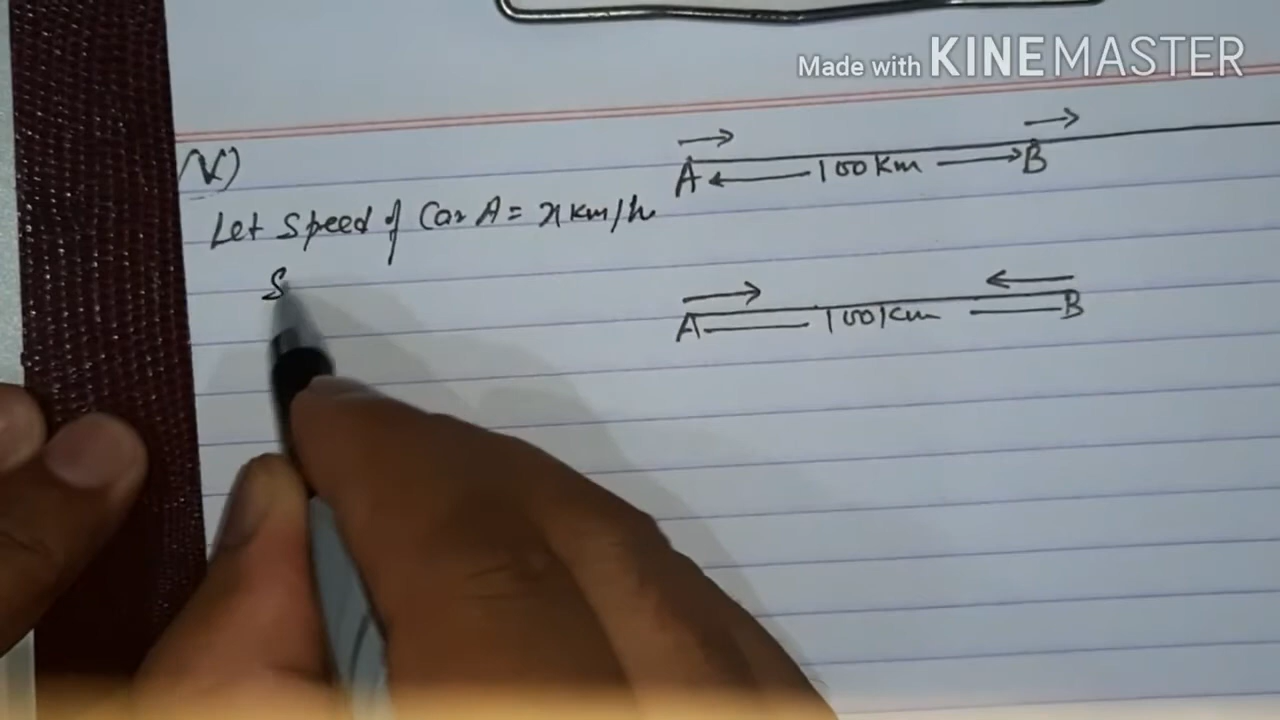 Made with KINEMASTER
V)
A 100 km B
Let Speed of Car A = x km/h
S
A 100 km B